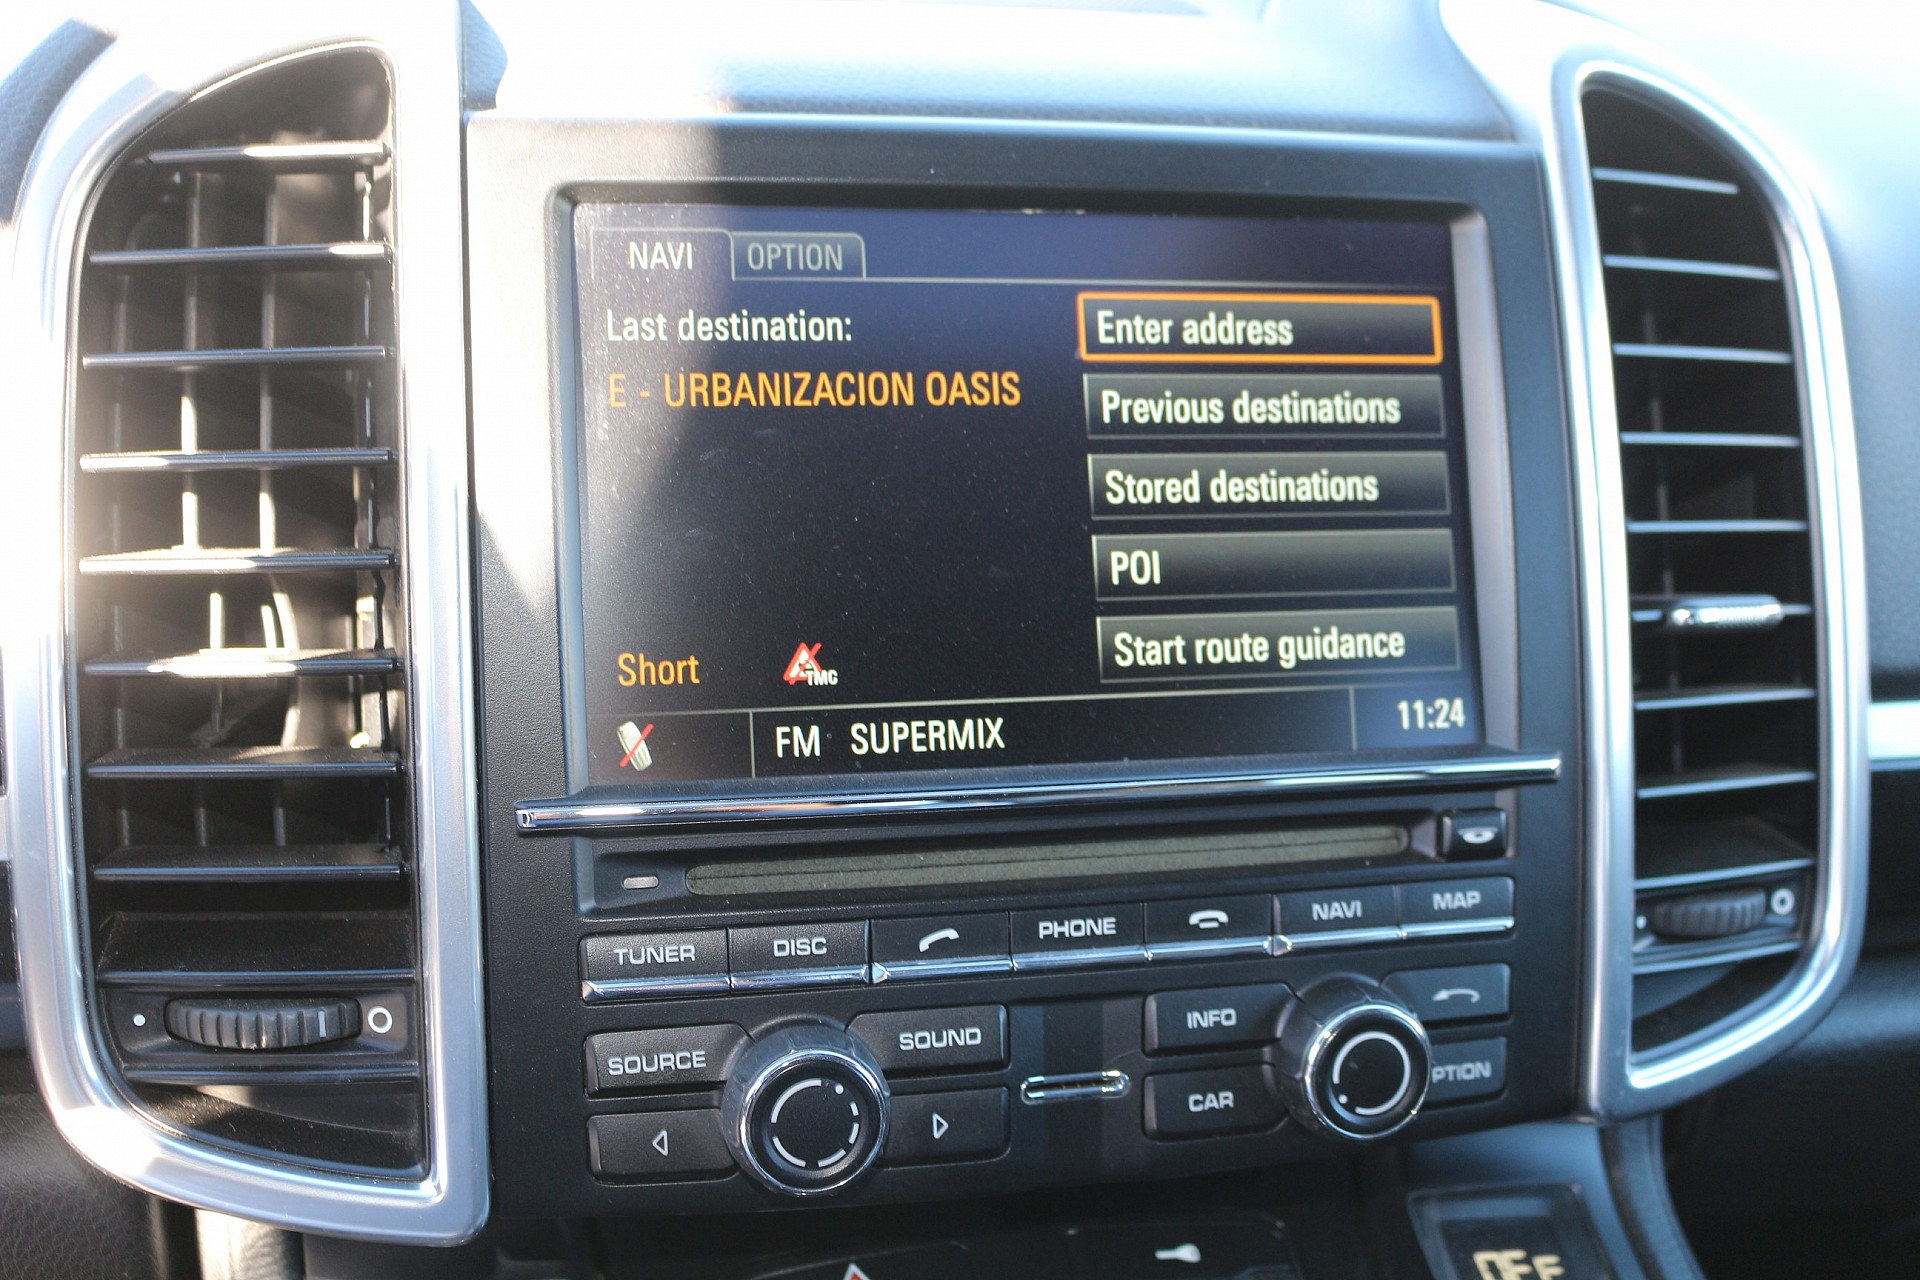 NAVI OPTION
Last destination:
E - URBANIZACION OASIS
Enter address
Previous destinations
Stored destinations
POI
Start route guidance
Short
TMC
FM SUPERMIX
11:24
TUNER DISC PHONE NAVI MAP
SOURCE SOUND INFO
CAR PTION
OFF